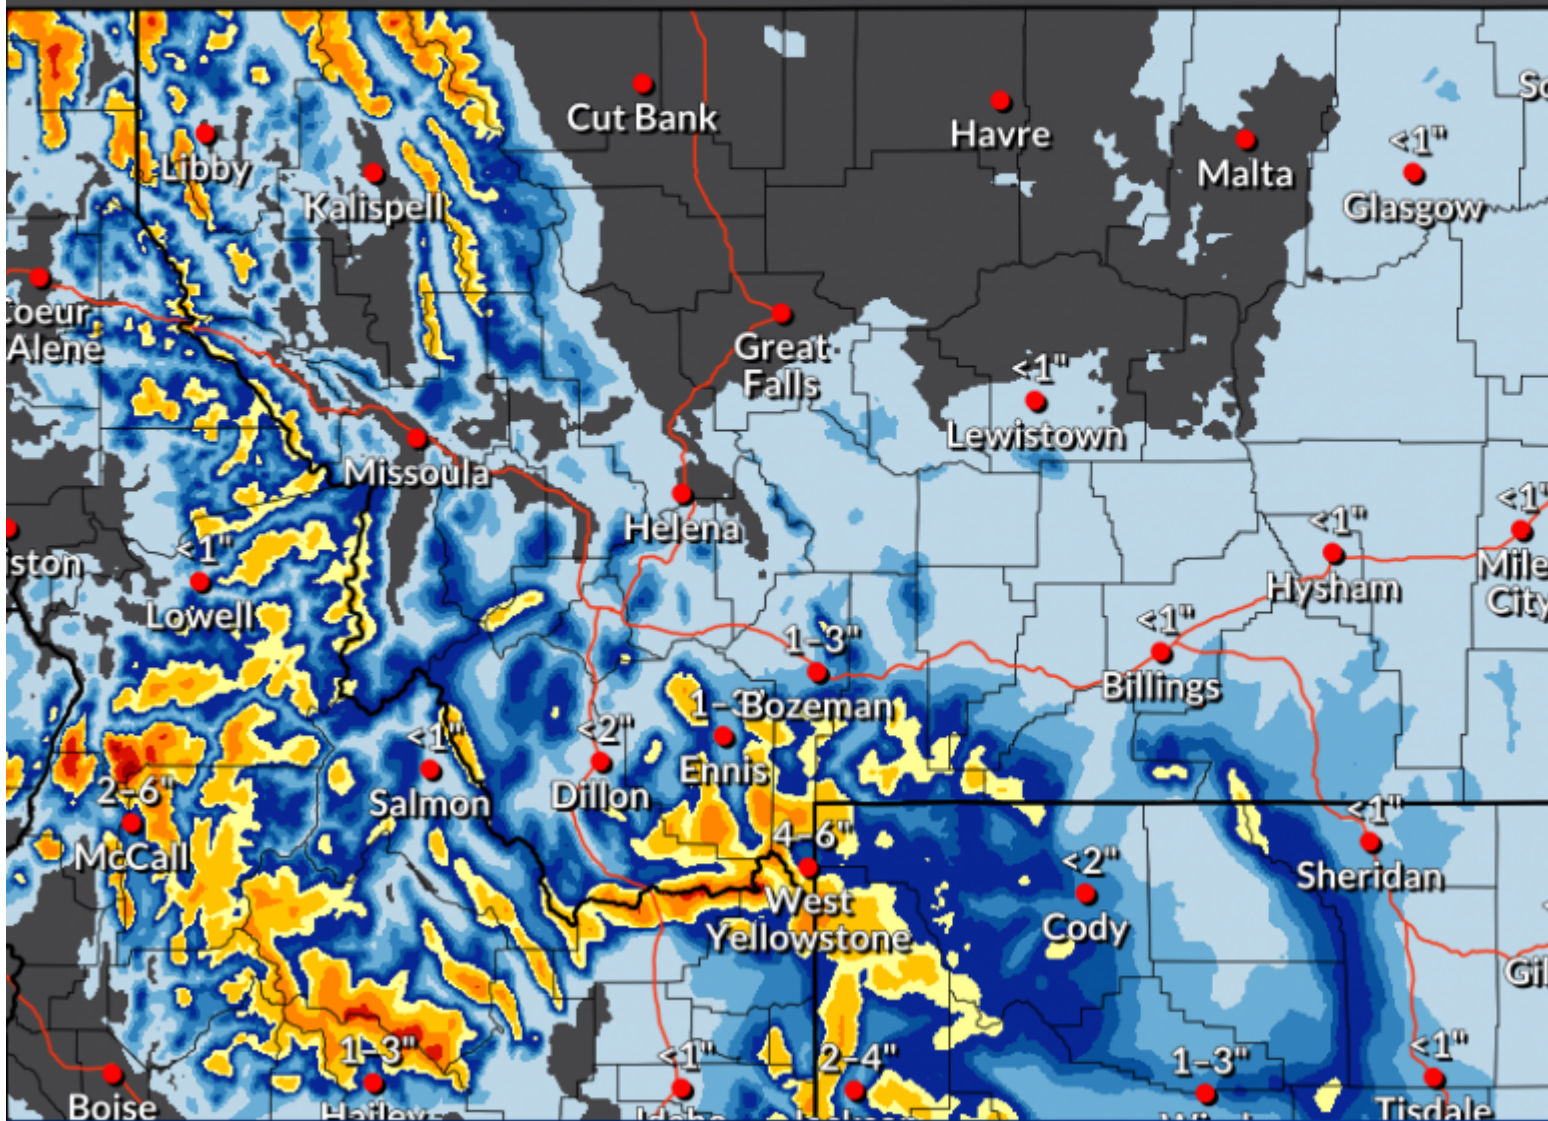 Cut Bank
Havre
Libby
Kalispell
Malta
<1"
Glasgow
Alene
Great
Falls
<1"
Lewistown
Missoula
Helena
<1"
Lowell
<1"
Hysham
<1"
City
<1"
Billings
1-3"
Bozeman
Ennis
<2"
Dillon
<1"
Salmon
2-6"
McCall
4-6"
West
Yellowstone
<2"
Cody
<1"
Sheridan
Boise
1-3"
Hailey
<1"
2-4"
1-3"
<1"
Tisdale